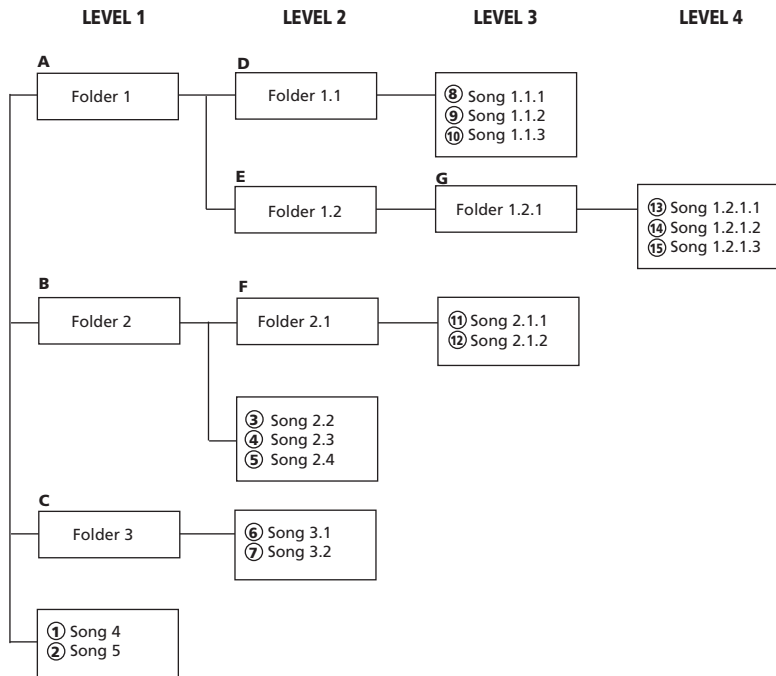 LEVEL 1 LEVEL 2 LEVEL 3 LEVEL 4
A
Folder 1
D
Folder 1.1
8 Song 1.1.1
9 Song 1.1.2
10 Song 1.1.3
E
Folder 1.2
G
Folder 1.2.1
13 Song 1.2.1.1
14 Song 1.2.1.2
15 Song 1.2.1.3
B
Folder 2
F
Folder 2.1
11 Song 2.1.1
12 Song 2.1.2
3 Song 2.2
4 Song 2.3
5 Song 2.4
C
Folder 3
6 Song 3.1
7 Song 3.2
1 Song 4
2 Song 5